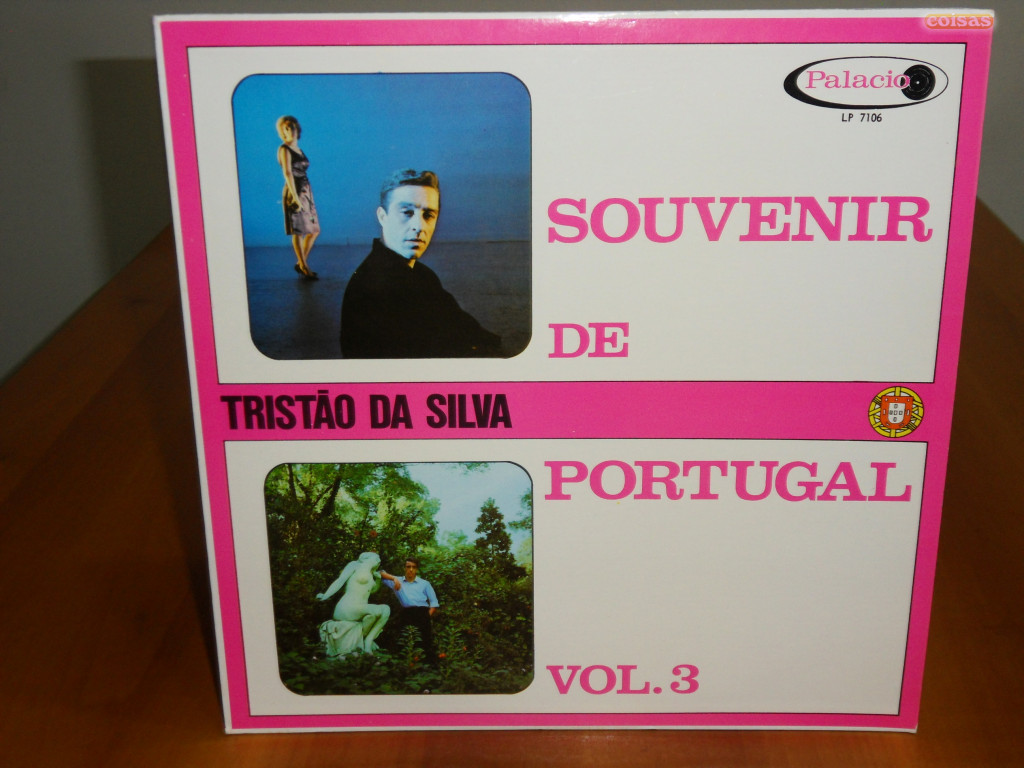 coisas
Palacio
LP 7106
SOUVENIR
DE
TRISTÃO DA SILVA
PORTUGAL
VOL. 3